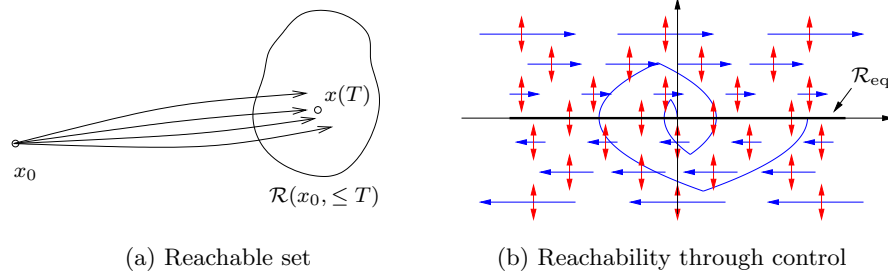 x(T)
x₀
ℛ(x₀, ≤ T)
ℛeq
(a) Reachable set
(b) Reachability through control